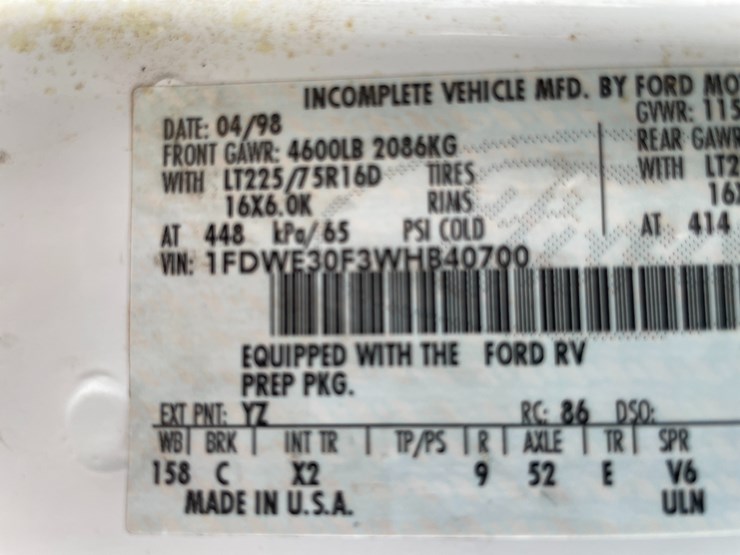 INCOMPLETE VEHICLE MFD. BY FORD MO
DATE: 04/98 GVWR: 115
FRONT GAWR: 4600LB 2086KG REAR GAWR
WITH LT225/75R16D TIRES WITH LT2
16X6.0K RIMS 16X
AT 448 kPa/65 PSI COLD AT 414
VIN: 1FDWE30F3WHB40700
EQUIPPED WITH THE FORD RV
PREP PKG.
EXT PNT: YZ RC: 86 DSO:
WB BRK INT TR TP/PS R AXLE TR SPR
158 C X2 9 52 E V6
MADE IN U.S.A. ULN